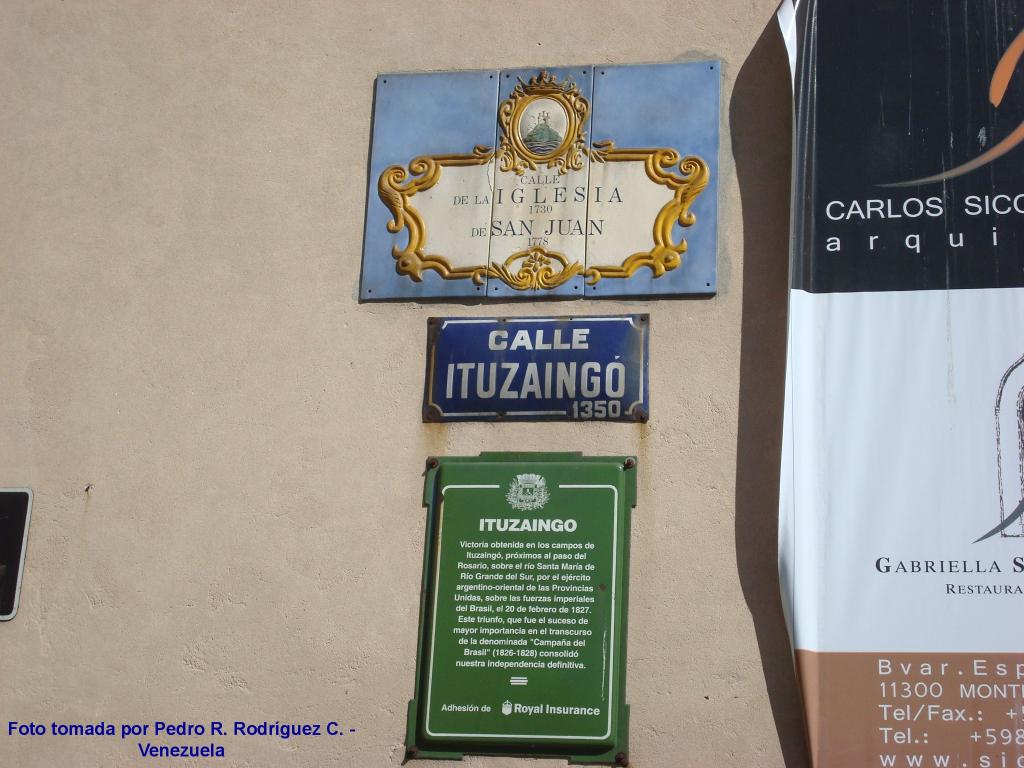 CALLE
DE LA IGLESIA
1730
DE SAN JUAN
1778
CALLE
ITUZAINGÓ
1350
ITUZAINGO
Victoria obtenida en los campos de
Ituzaingó, próximos al paso del
Rosario, sobre el río Santa María de
Río Grande del Sur, por el ejército
argentino-oriental de las Provincias
Unidas, sobre las fuerzas imperiales
del Brasil, el 20 de febrero de 1827.
Este triunfo, que fue el suceso de
mayor importancia en el transcurso
de la denominada "Campaña del
Brasil" (1826-1828) consolidó
nuestra independencia definitiva.
Adhesión de Royal Insurance
CARLOS SICC
arqui
GABRIELLA S
RESTAURA
Bvar.Esp
11300 MONT
Tel/Fax.: +5
Tel.: +598
www.sic
Foto tomada por Pedro R. Rodríguez C. -
Venezuela